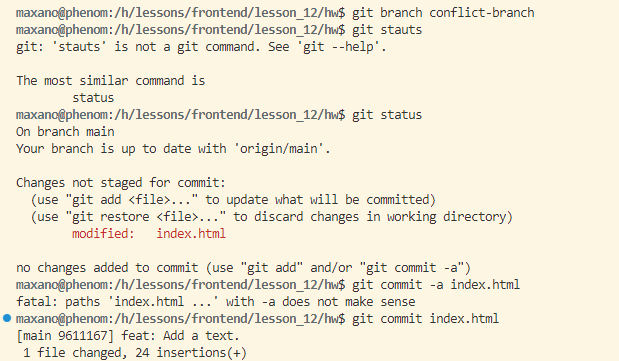 maxano@phenom:/h/lessons/frontend/lesson_12/hw$ git branch conflict-branch
maxano@phenom:/h/lessons/frontend/lesson_12/hw$ git stauts
git: 'stauts' is not a git command. See 'git --help'.
The most similar command is
status
maxano@phenom:/h/lessons/frontend/lesson_12/hw$ git status
On branch main
Your branch is up to date with 'origin/main'.
Changes not staged for commit:
(use "git add <file>..." to update what will be committed)
(use "git restore <file>..." to discard changes in working directory)
modified:   index.html
no changes added to commit (use "git add" and/or "git commit -a")
maxano@phenom:/h/lessons/frontend/lesson_12/hw$ git commit -a index.html
fatal: paths 'index.html ...' with -a does not make sense
maxano@phenom:/h/lessons/frontend/lesson_12/hw$ git commit index.html
[main 9611167] feat: Add a text.
1 file changed, 24 insertions(+)